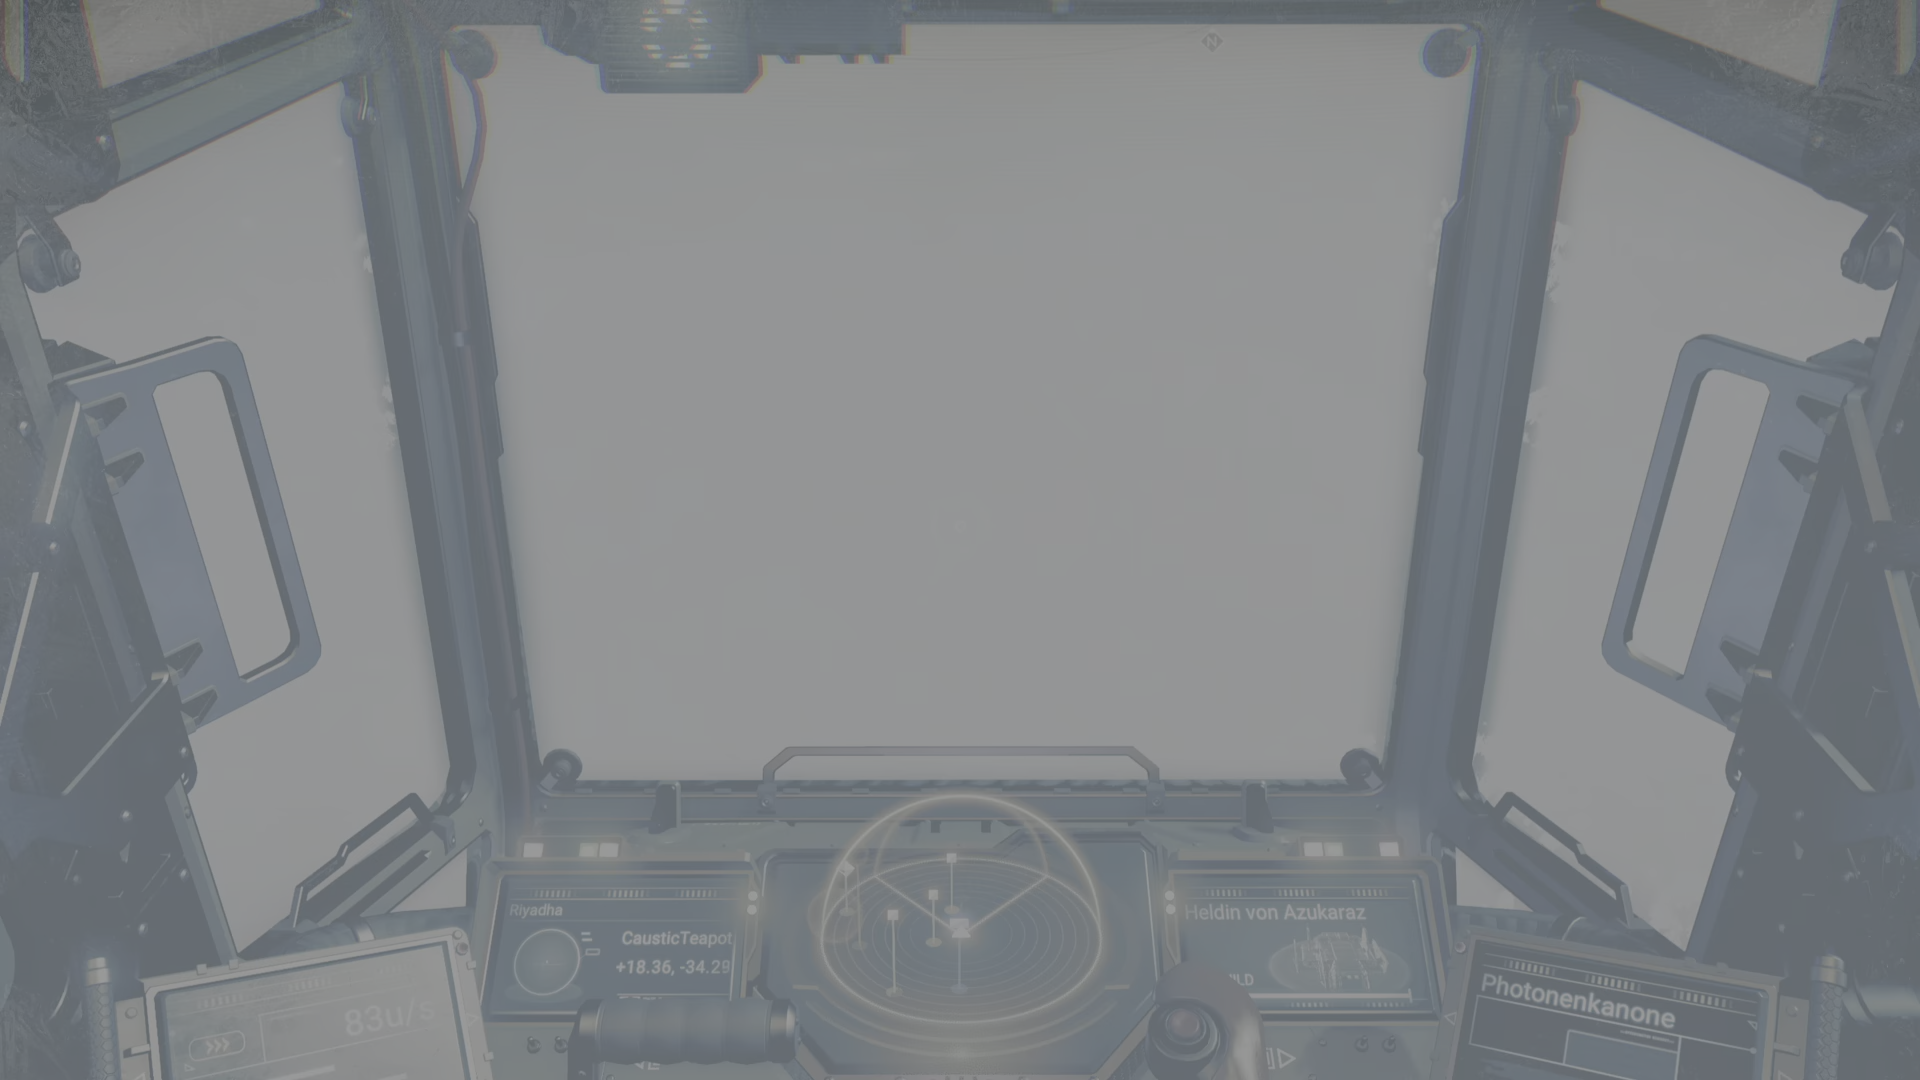 N
Riyadha
CausticTeapot
+18.36, -34.29
83u/s
Heldin von Azukaraz
Photonenkanone